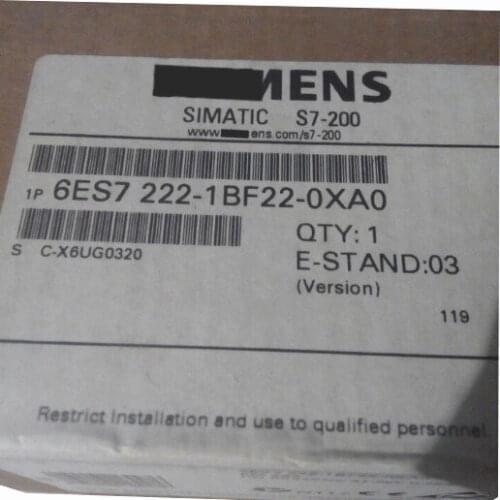 MENS
SIMATIC S7-200
www. ens.com/s7-200
1P 6ES7 222-1BF22-0XA0
S C-X6UG0320
QTY: 1
E-STAND:03
(Version)
119
Restrict Installation and use to qualified personnel